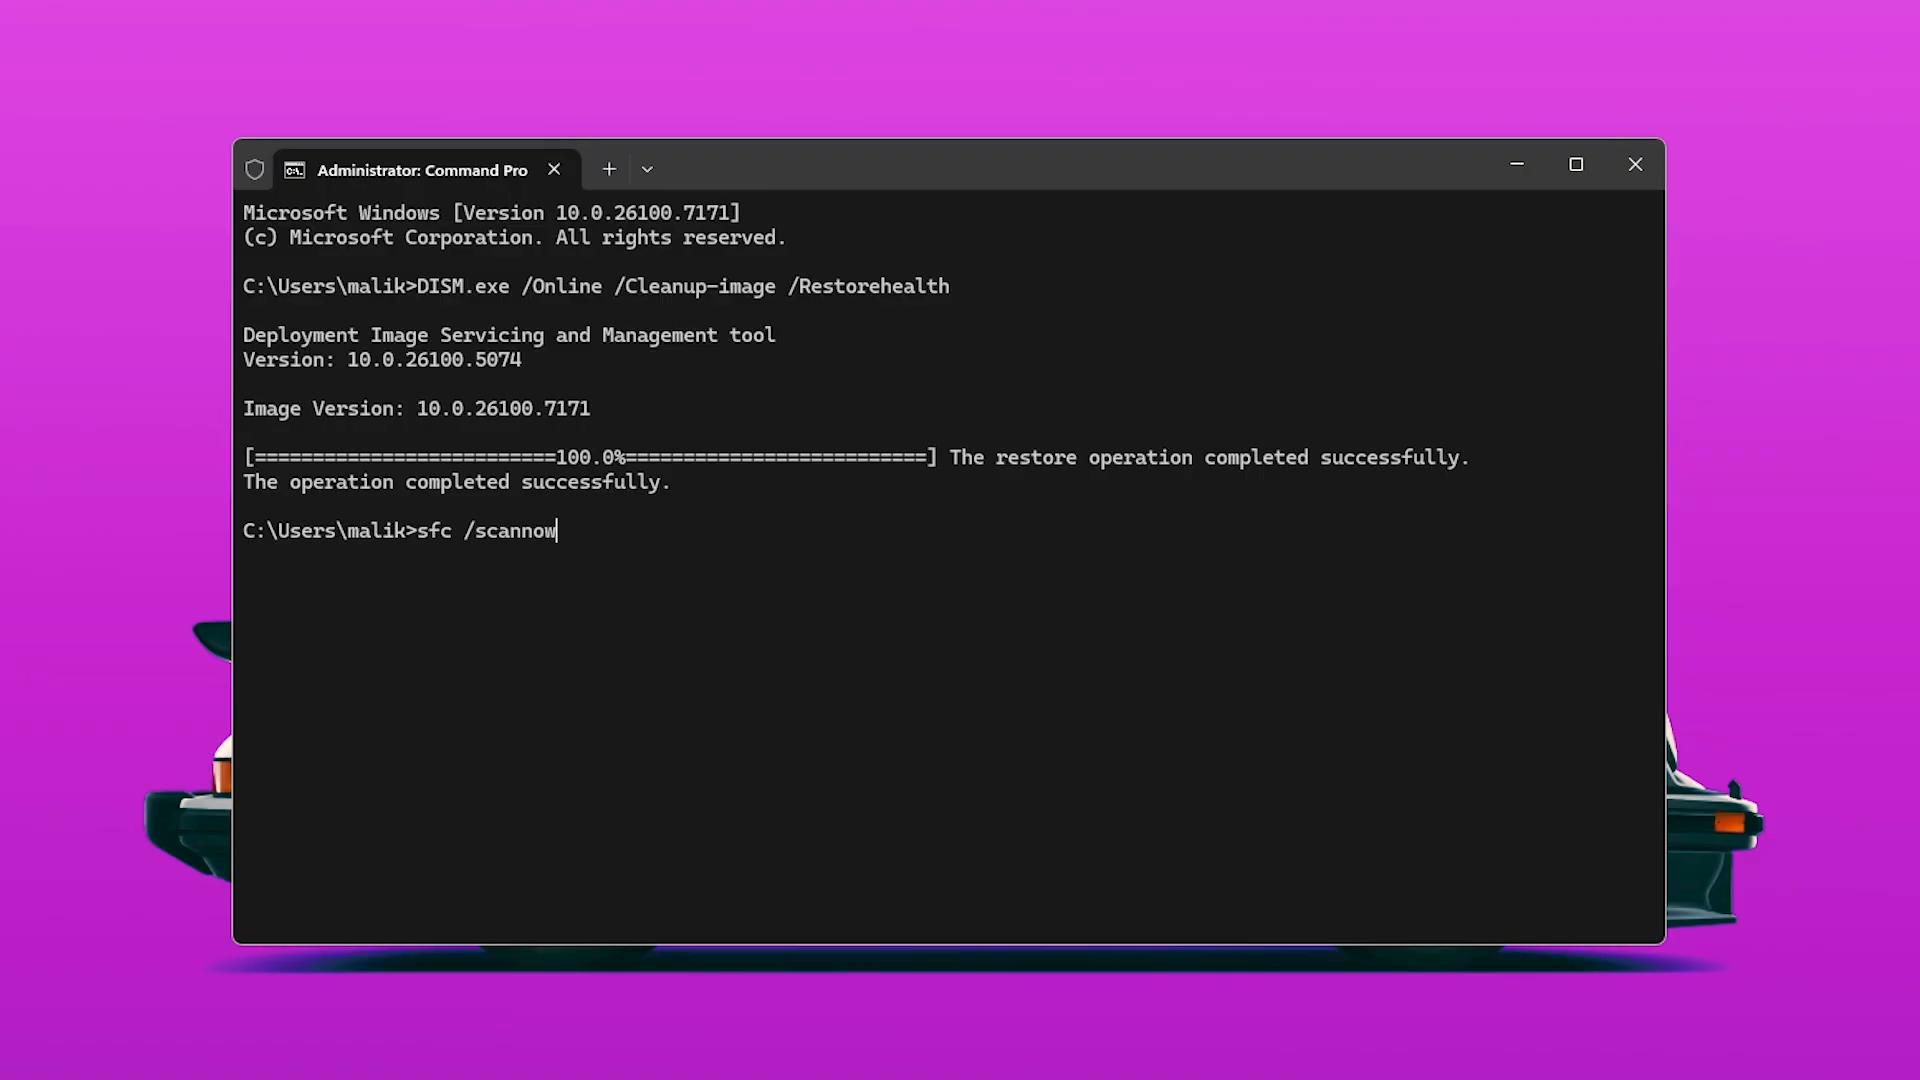 Administrator: Command Pro
Microsoft Windows [Version 10.0.26100.7171]
(c) Microsoft Corporation. All rights reserved.
C:\Users\malik>DISM.exe /Online /Cleanup-image /Restorehealth
Deployment Image Servicing and Management tool
Version: 10.0.26100.5074
Image Version: 10.0.26100.7171
[==========================100.0%==========================] The restore operation completed successfully.
The operation completed successfully.
C:\Users\malik>sfc /scannow